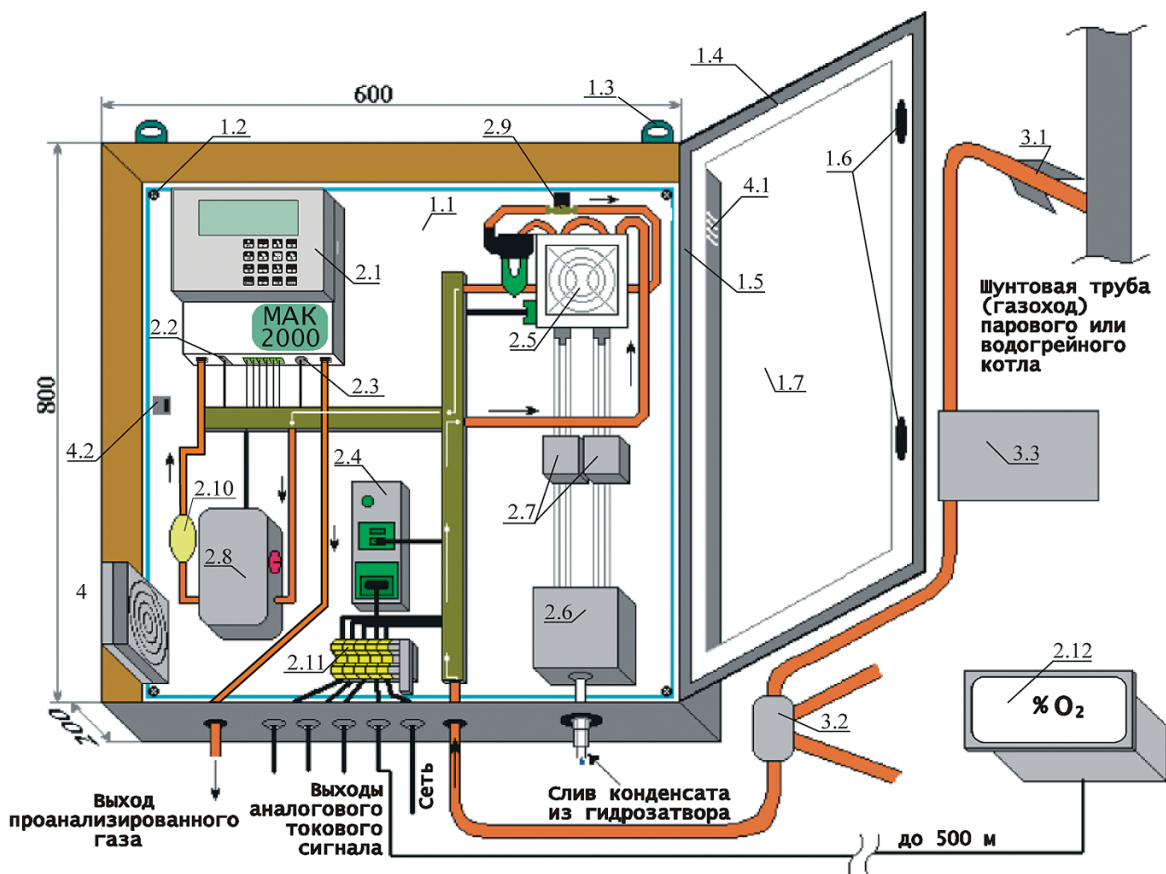 600
1.3
1.4
1.2
2.9
3.1
1.6
4.1
1.1
2.1
1.5
Шунтовая труба
(газоход)
парового или
водогрейного
котла
МАК
2000
2.2
2.5
2.3
1.7
800
4.2
2.4
3.3
2.10
2.7
2.8
4
2.6
2.11
2.12
% O₂
3.2
200
Выход
проанализированного
газа
Выходы
аналогового
токового
сигнала
Сеть
Слив конденсата
из гидрозатвора
до 500 м